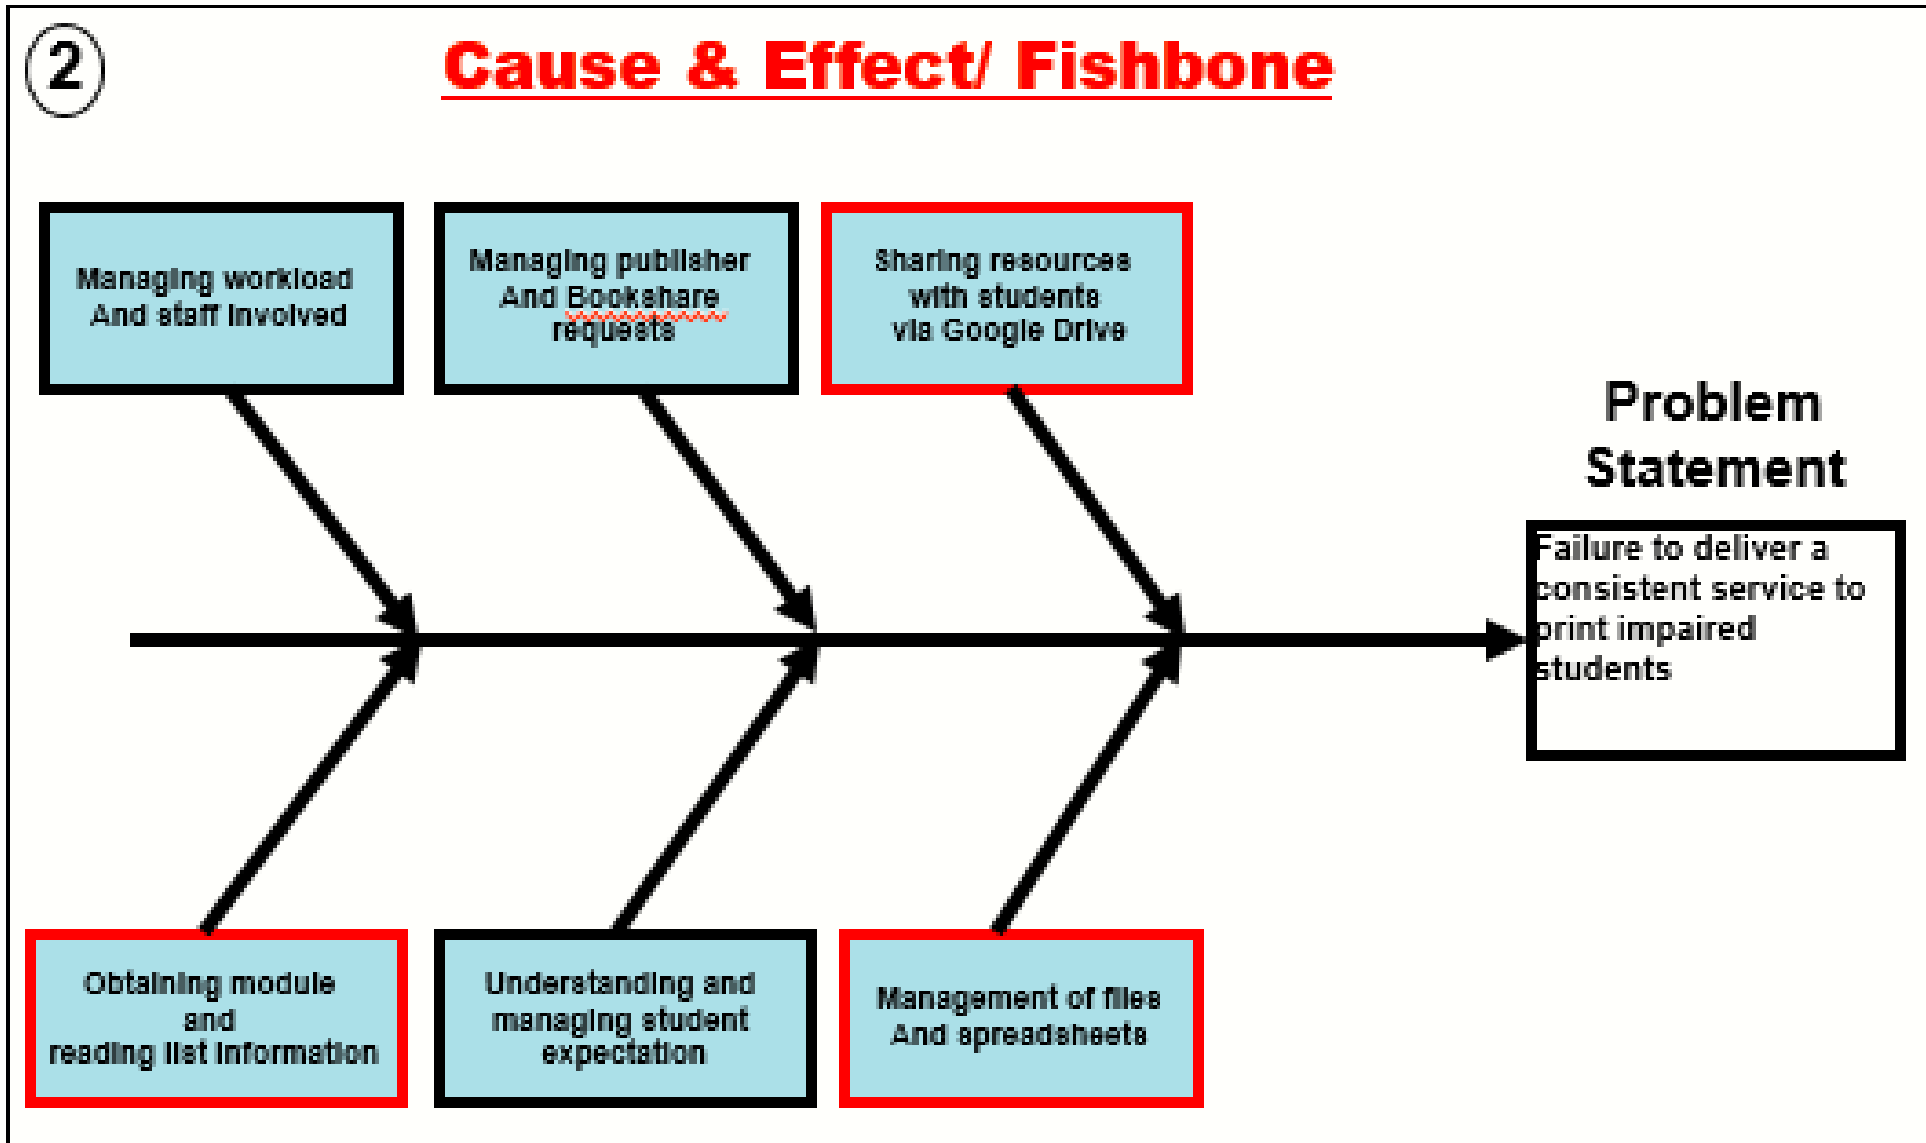 2
Cause & Effect/ Fishbone
Managing workload
And staff involved
Managing publisher
And Bookshare
requests
Sharing resources
with students
via Google Drive
Problem
Statement
Failure to deliver a
consistent service to
print impaired
students
Obtaining module
and
reading list information
Understanding and
managing student
expectation
Management of files
And spreadsheets